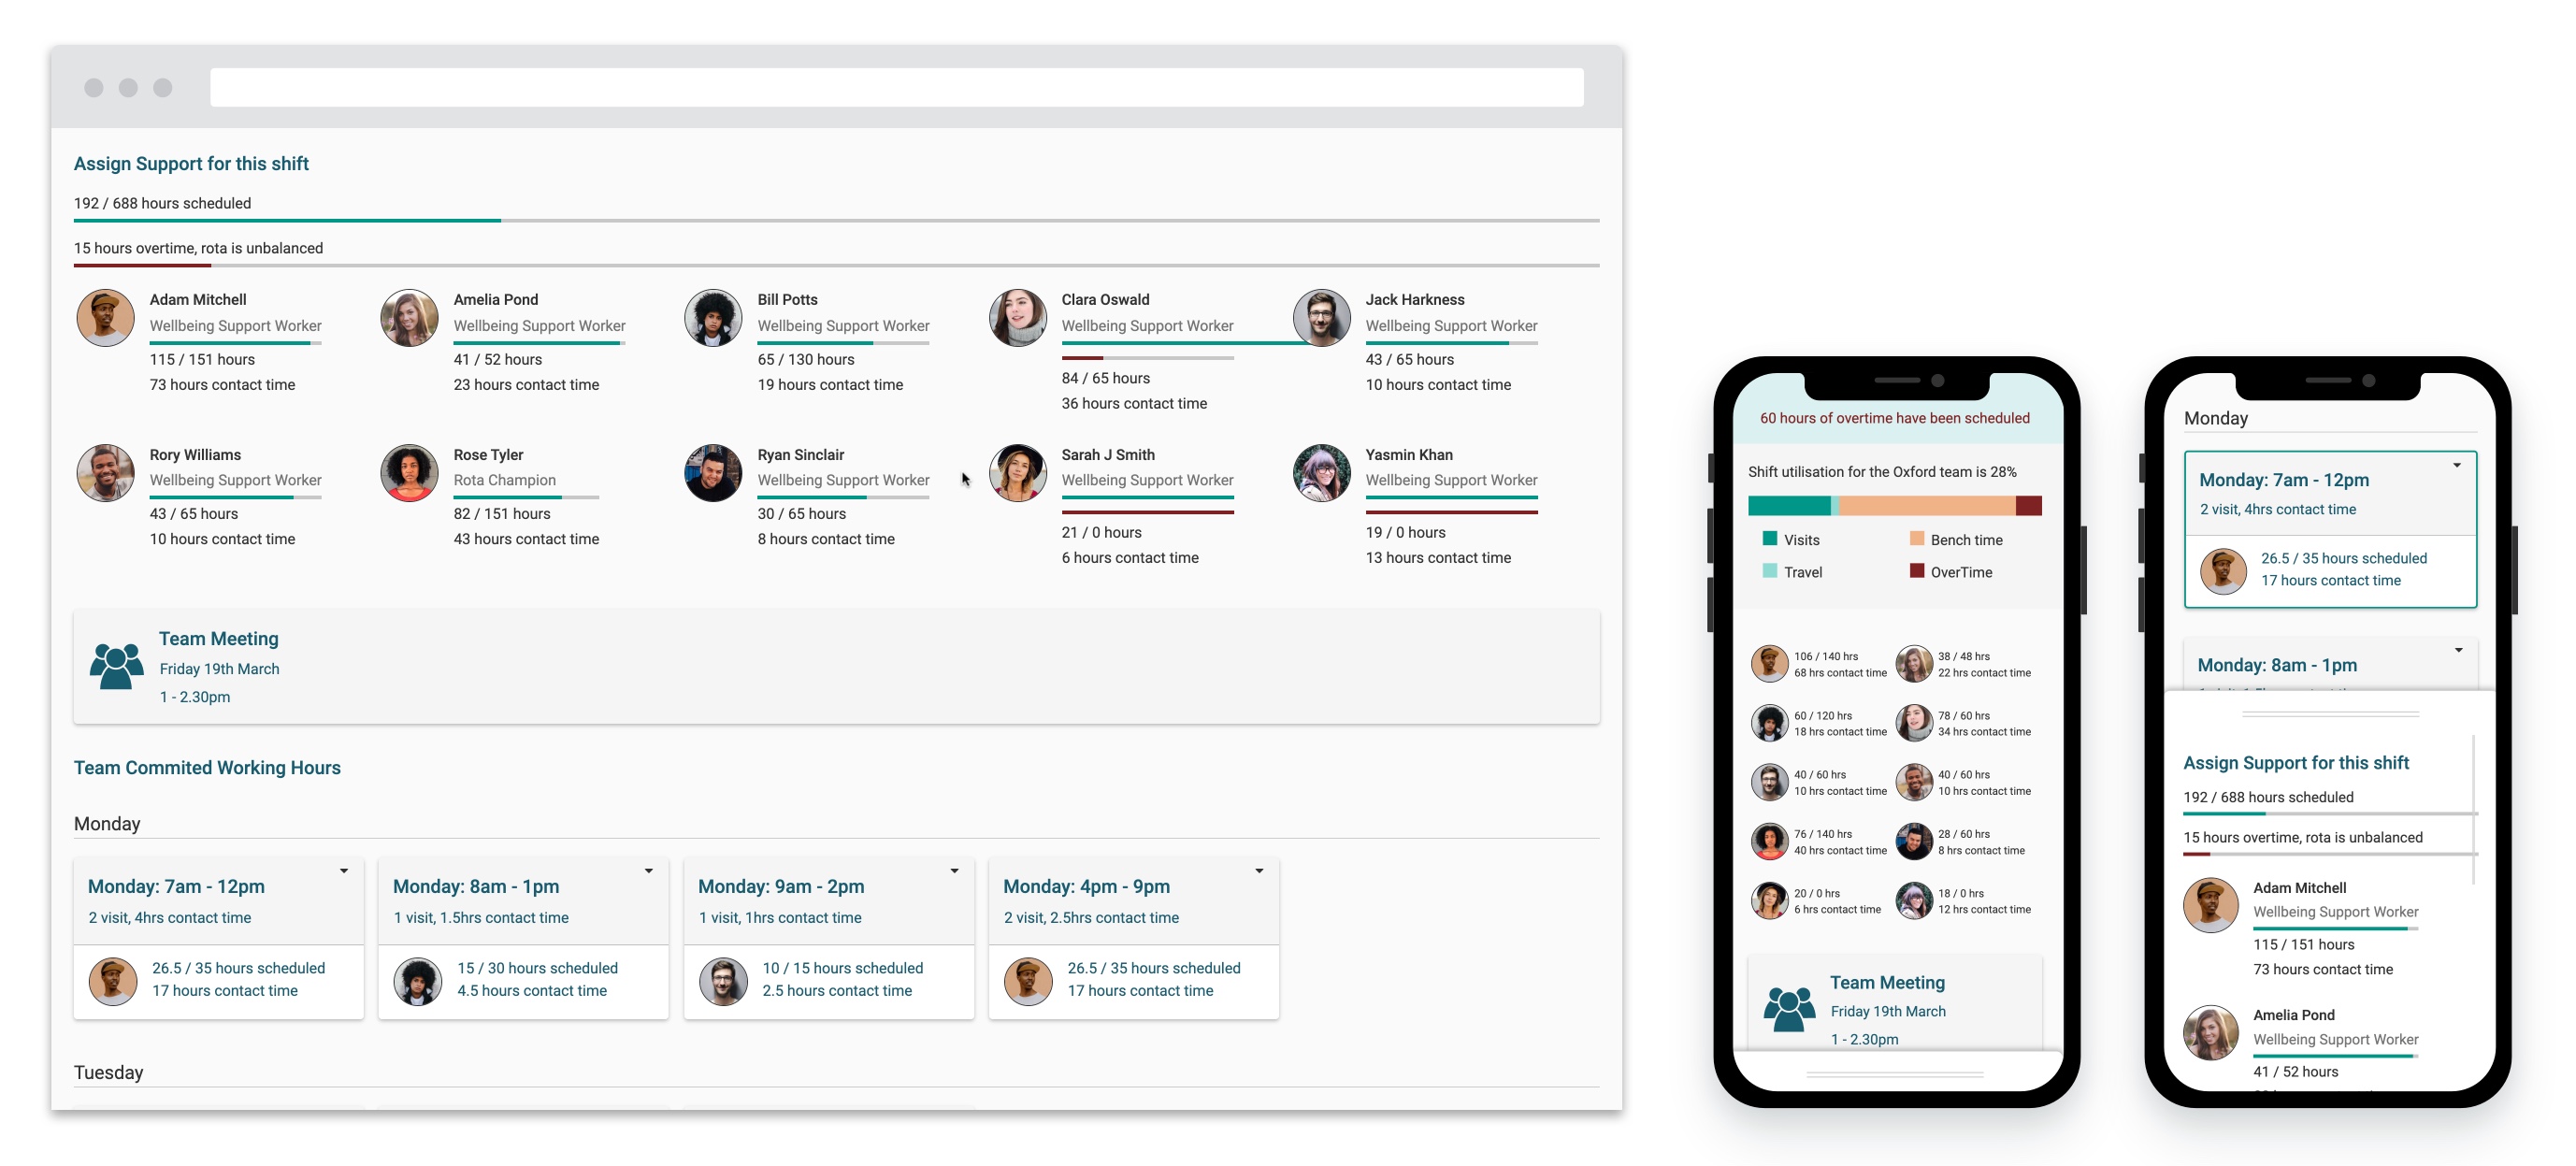 Assign Support for this shift
192 / 688 hours scheduled
15 hours overtime, rota is unbalanced
Adam Mitchell
Wellbeing Support Worker
115 / 151 hours
73 hours contact time
Amelia Pond
Wellbeing Support Worker
41 / 52 hours
23 hours contact time
Bill Potts
Wellbeing Support Worker
65 / 130 hours
19 hours contact time
Clara Oswald
Wellbeing Support Worker
84 / 65 hours
36 hours contact time
Jack Harkness
Wellbeing Support Worker
43 / 65 hours
10 hours contact time
Rory Williams
Wellbeing Support Worker
43 / 65 hours
10 hours contact time
Rose Tyler
Rota Champion
82 / 151 hours
43 hours contact time
Ryan Sinclair
Wellbeing Support Worker
30 / 65 hours
8 hours contact time
Sarah J Smith
Wellbeing Support Worker
21 / 0 hours
6 hours contact time
Yasmin Khan
Wellbeing Support Worker
19 / 0 hours
13 hours contact time
Team Meeting
Friday 19th March
1 - 2.30pm
Team Commited Working Hours
Monday
Monday: 7am - 12pm
2 visit, 4hrs contact time
26.5 / 35 hours scheduled
17 hours contact time
Monday: 8am - 1pm
1 visit, 1.5hrs contact time
15 / 30 hours scheduled
4.5 hours contact time
Monday: 9am - 2pm
1 visit, 1hrs contact time
10 / 15 hours scheduled
2.5 hours contact time
Monday: 4pm - 9pm
2 visit, 2.5hrs contact time
26.5 / 35 hours scheduled
17 hours contact time
Tuesday
60 hours of overtime have been scheduled
Shift utilisation for the Oxford team is 28%
Visits
Bench time
Travel
OverTime
106 / 140 hrs
68 hrs contact time
38 / 48 hrs
22 hrs contact time
60 / 120 hrs
18 hrs contact time
78 / 60 hrs
34 hrs contact time
40 / 60 hrs
10 hrs contact time
40 / 60 hrs
10 hrs contact time
76 / 140 hrs
40 hrs contact time
28 / 60 hrs
8 hrs contact time
20 / 0 hrs
6 hrs contact time
18 / 0 hrs
12 hrs contact time
Team Meeting
Friday 19th March
1 - 2.30pm
Monday
Monday: 7am - 12pm
2 visit, 4hrs contact time
26.5 / 35 hours scheduled
17 hours contact time
Monday: 8am - 1pm
Assign Support for this shift
192 / 688 hours scheduled
15 hours overtime, rota is unbalanced
Adam Mitchell
Wellbeing Support Worker
115 / 151 hours
73 hours contact time
Amelia Pond
Wellbeing Support Worker
41 / 52 hours